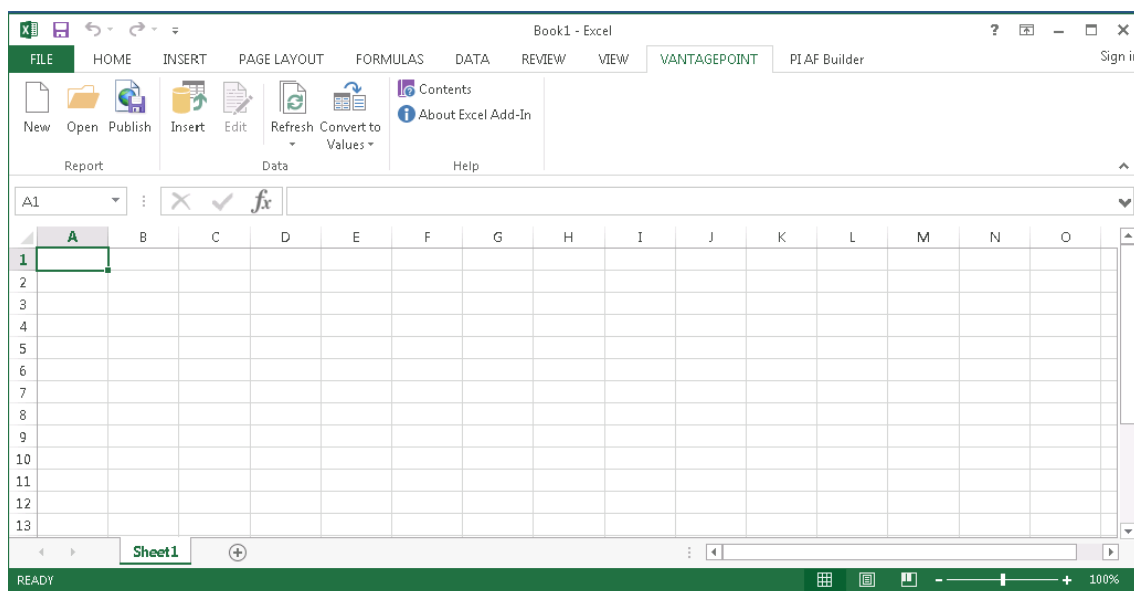 Book1 - Excel ?
FILE HOME INSERT PAGE LAYOUT FORMULAS DATA REVIEW VIEW VANTAGEPOINT PI AF Builder Sign i
New Open Publish Insert Edit Refresh Convert to Values Contents
About Excel Add-In
Report Data Help
A1 fx
A B C D E F G H I J K L M N O
1
2
3
4
5
6
7
8
9
10
11
12
13
Sheet1
READY 100%